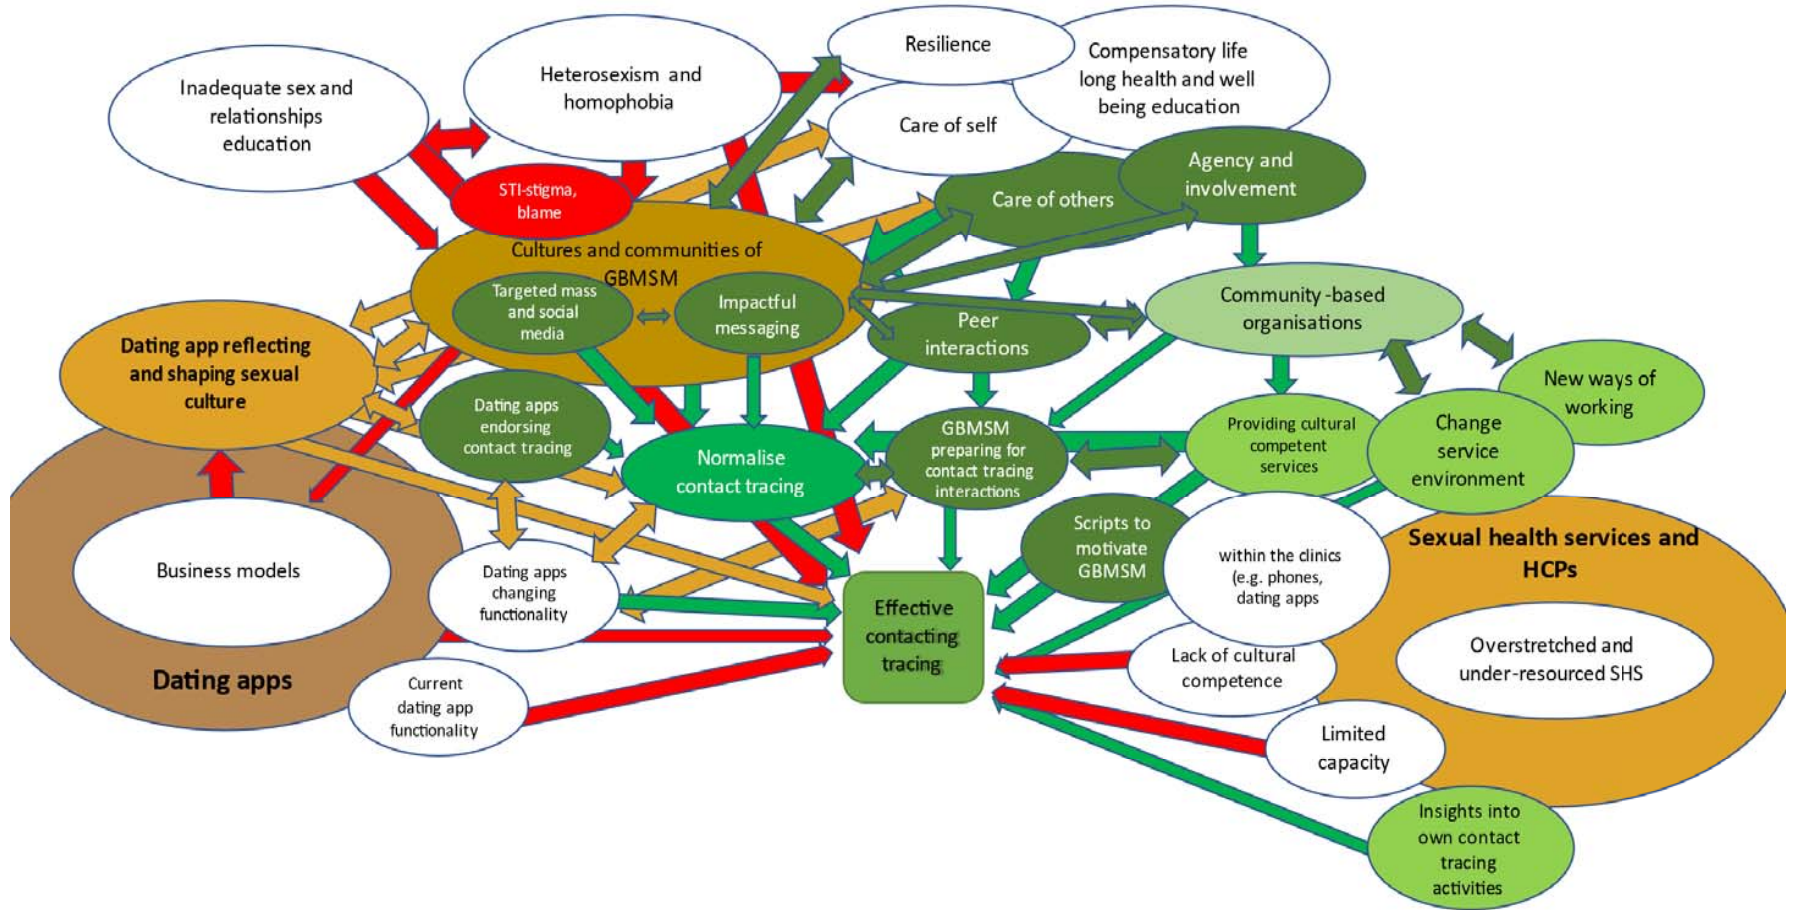 Inadequate sex and
relationships
education
Heterosexism and
homophobia
Resilience
Compensatory life
long health and well
being education
Care of self
Agency and
involvement
Care of others
STI-stigma,
blame
Cultures and communities of
GBMSM
Targeted mass
and social
media
Impactful
messaging
Peer
interactions
Community -based
organisations
New ways of
working
Dating app reflecting
and shaping sexual
culture
Dating apps
endorsing
contact tracing
Normalise
contact tracing
GBMSM
preparing for
contact tracing
interactions
Providing cultural
competent
services
Change
service
environment
Business models
Dating apps
Dating apps
changing
functionality
Current
dating app
functionality
Effective
contacting
tracing
Scripts to
motivate
GBMSM
within the clinics
(e.g. phones,
dating apps
Sexual health services and
HCPs
Overstretched and
under-resourced SHS
Lack of cultural
competence
Limited
capacity
Insights into
own contact
tracing
activities